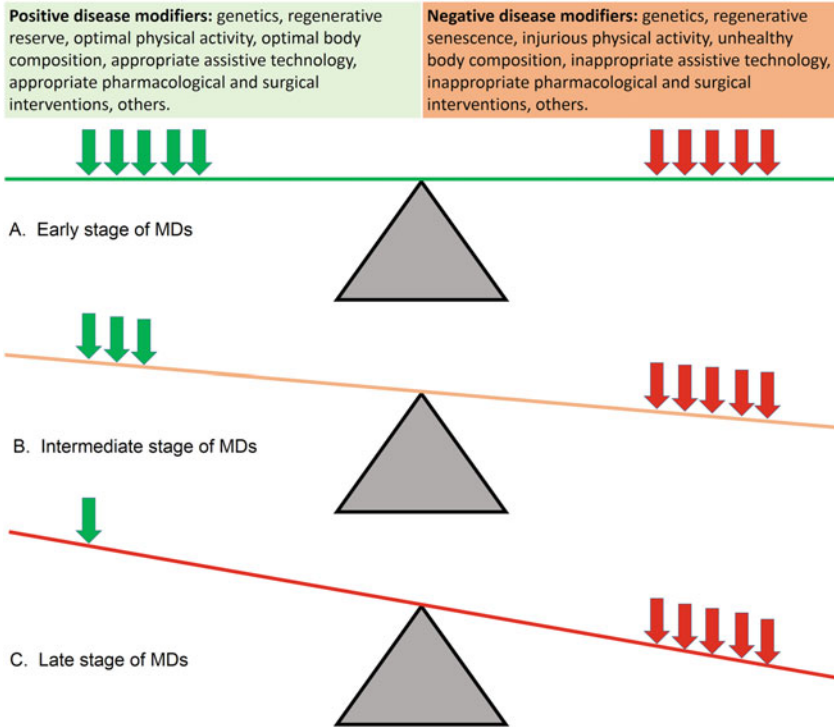 Positive disease modifiers: genetics, regenerative
reserve, optimal physical activity, optimal body
composition, appropriate assistive technology,
appropriate pharmacological and surgical
interventions, others.
Negative disease modifiers: genetics, regenerative
senescence, injurious physical activity, unhealthy
body composition, inappropriate assistive technology,
inappropriate pharmacological and surgical
interventions, others.
A. Early stage of MDs
B. Intermediate stage of MDs
C. Late stage of MDs